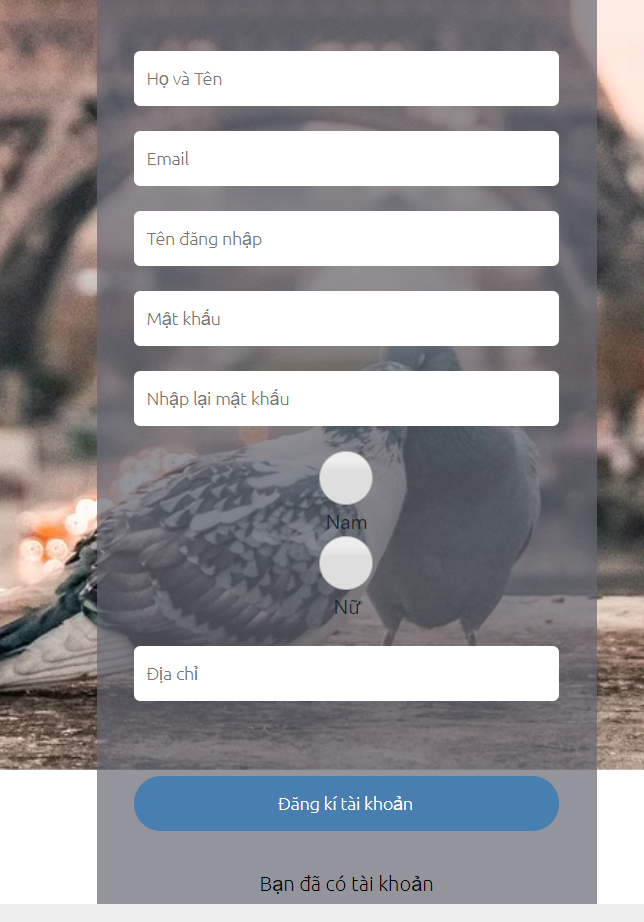 Họ và Tên
Email
Tên đăng nhập
Mật khẩu
Nhập lại mật khẩu
Nam
Nữ
Địa chỉ
Đăng kí tài khoản
Bạn đã có tài khoản